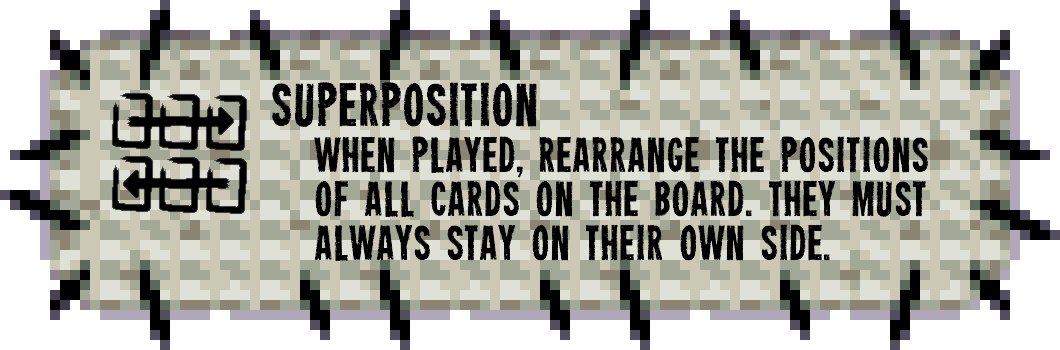 SUPERPOSITION
WHEN PLAYED, REARRANGE THE POSITIONS
OF ALL CARDS ON THE BOARD. THEY MUST
ALWAYS STAY ON THEIR OWN SIDE.